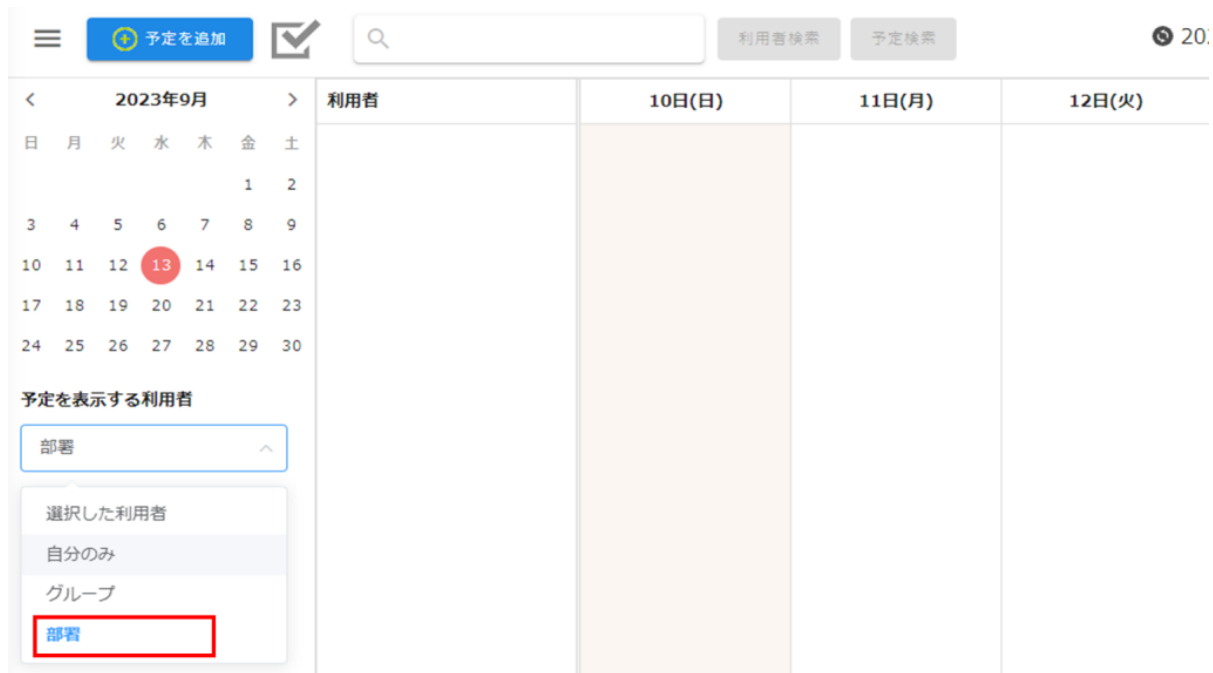 予定を追加
利用者検索
予定検索
2023年9月
日 月 火 水 木 金 土
1 2
3 4 5 6 7 8 9
10 11 12 13 14 15 16
17 18 19 20 21 22 23
24 25 26 27 28 29 30
予定を表示する利用者
部署
選択した利用者
自分のみ
グループ
部署
利用者
10日(日)
11日(月)
12日(火)